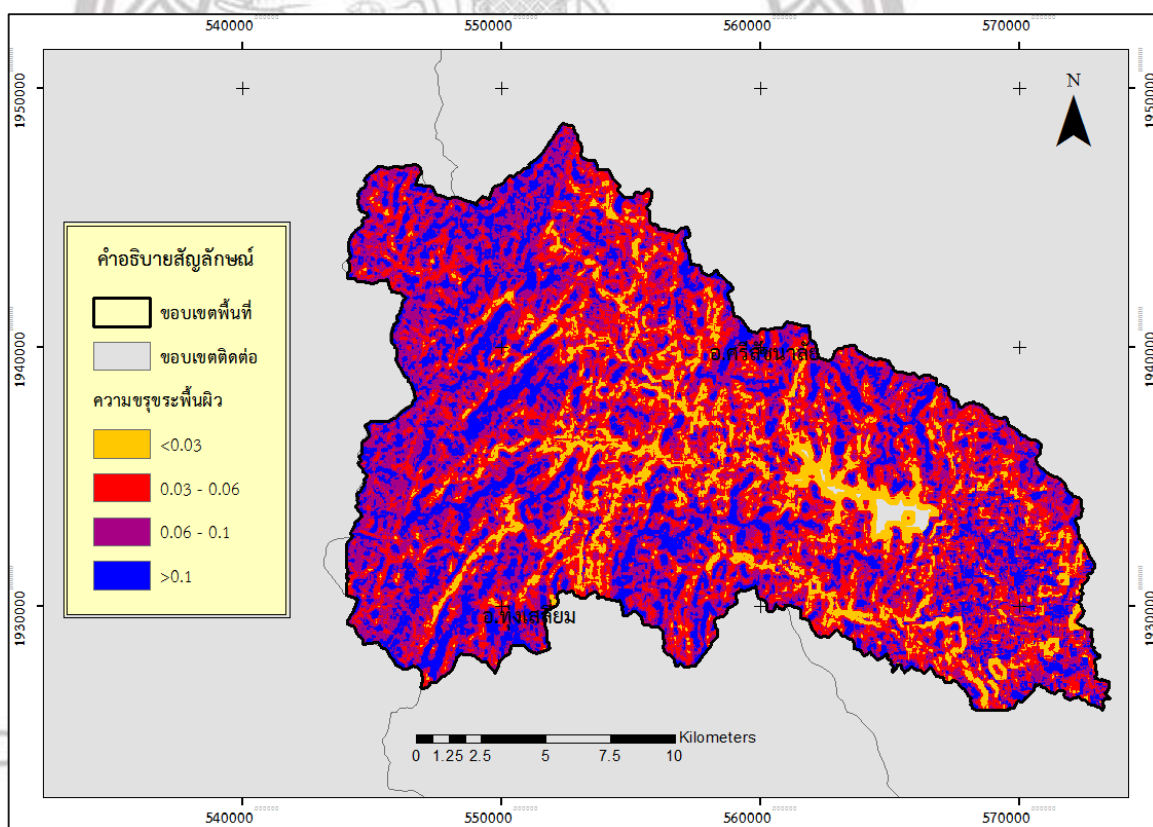 540000 550000 560000 570000
1950000 1950000
N
คำอธิบายสัญลักษณ์
ขอบเขตพื้นที่
ขอบเขตติดต่อ
ความขรุขระพื้นผิว
<0.03
0.03 - 0.06
0.06 - 0.1
>0.1
1940000 อ.ศรีสัชนาลัย 1940000
1930000 อ.ทุ่งเสลี่ยม 1930000
Kilometers
0 1.25 2.5 5 7.5 10
540000 550000 560000 570000